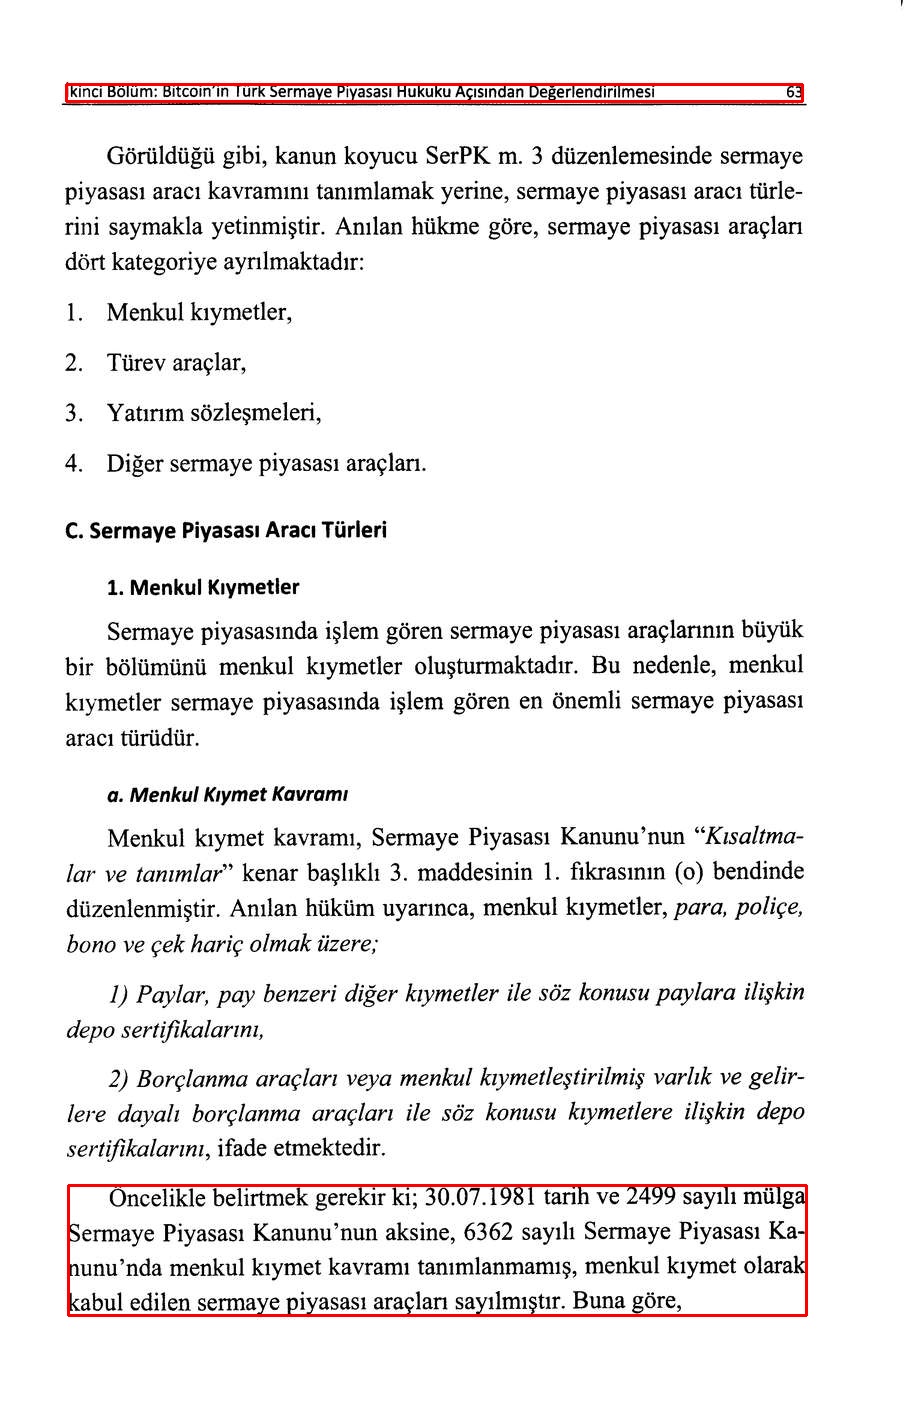 İkinci Bölüm: Bitcoin'in Türk Sermaye Piyasası Hukuku Açısından Değerlendirilmesi 63
Görüldüğü gibi, kanun koyucu SerPK m. 3 düzenlemesinde sermaye
piyasası aracı kavramını tanımlamak yerine, sermaye piyasası aracı türle-
rini saymakla yetinmiştir. Anılan hükme göre, sermaye piyasası araçları
dört kategoriye ayrılmaktadır:
1. Menkul kıymetler,
2. Türev araçlar,
3. Yatırım sözleşmeleri,
4. Diğer sermaye piyasası araçları.
C. Sermaye Piyasası Aracı Türleri
1. Menkul Kıymetler
Sermaye piyasasında işlem gören sermaye piyasası araçlarının büyük
bir bölümünü menkul kıymetler oluşturmaktadır. Bu nedenle, menkul
kıymetler sermaye piyasasında işlem gören en önemli sermaye piyasası
aracı türüdür.
a. Menkul Kıymet Kavramı
Menkul kıymet kavramı, Sermaye Piyasası Kanunu'nun “Kısaltma-
lar ve tanımlar” kenar başlıklı 3. maddesinin 1. fıkrasının (o) bendinde
düzenlenmiştir. Anılan hüküm uyarınca, menkul kıymetler, para, poliçe,
bono ve çek hariç olmak üzere;
1) Paylar, pay benzeri diğer kıymetler ile söz konusu paylara ilişkin
depo sertifikalarını,
2) Borçlanma araçları veya menkul kıymetleştirilmiş varlık ve gelir-
lere dayalı borçlanma araçları ile söz konusu kıymetlere ilişkin depo
sertifikalarını, ifade etmektedir.
Öncelikle belirtmek gerekir ki; 30.07.1981 tarih ve 2499 sayılı mülga
Sermaye Piyasası Kanunu'nun aksine, 6362 sayılı Sermaye Piyasası Ka-
nunu'nda menkul kıymet kavramı tanımlanmamış, menkul kıymet olarak
kabul edilen sermaye piyasası araçları sayılmıştır. Buna göre,